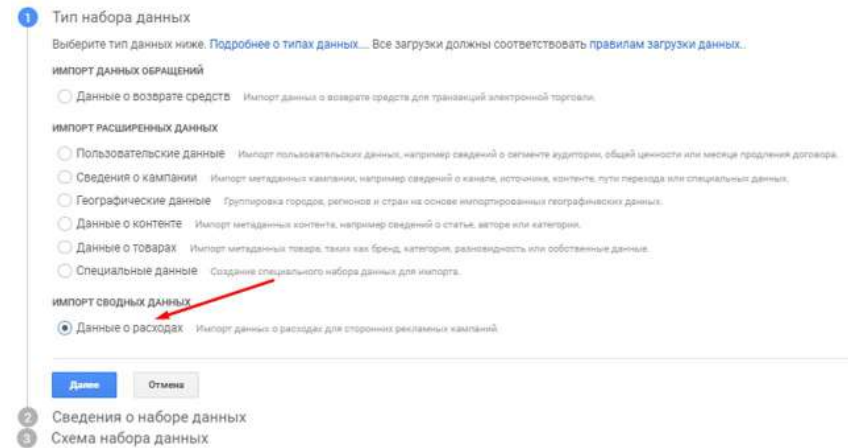 1 Тип набора данных
Выберите тип данных ниже. Подробнее о типах данных.... Все загрузки должны соответствовать правилам загрузки данных..
ИМПОРТ ДАННЫХ ОБРАЩЕНИЙ
Данные о возврате средств Импорт данных о возврате средств для транзакций электронной торговли.
ИМПОРТ РАСШИРЕННЫХ ДАННЫХ
Пользовательские данные Импорт пользовательских данных, например сведений о сегменте аудитории, общей ценности или месяце продления договора.
Сведения о кампании Импорт метаданных кампании, например сведений о канале, источнике, контенте, пути перехода или специальных данных.
Географические данные Группировка городов, регионов и стран на основе импортированных географических данных.
Данные о контенте Импорт метаданных контента, например сведений о статье, авторе или категории.
Данные о товарах Импорт метаданных товара, таких как бренд, категория, разновидность или собственные данные.
Специальные данные Создание специального набора данных для импорта.
ИМПОРТ СВОДНЫХ ДАННЫХ
Данные о расходах Импорт данных о расходах для сторонних рекламных кампаний.
Далее Отмена
2 Сведения о наборе данных
3 Схема набора данных